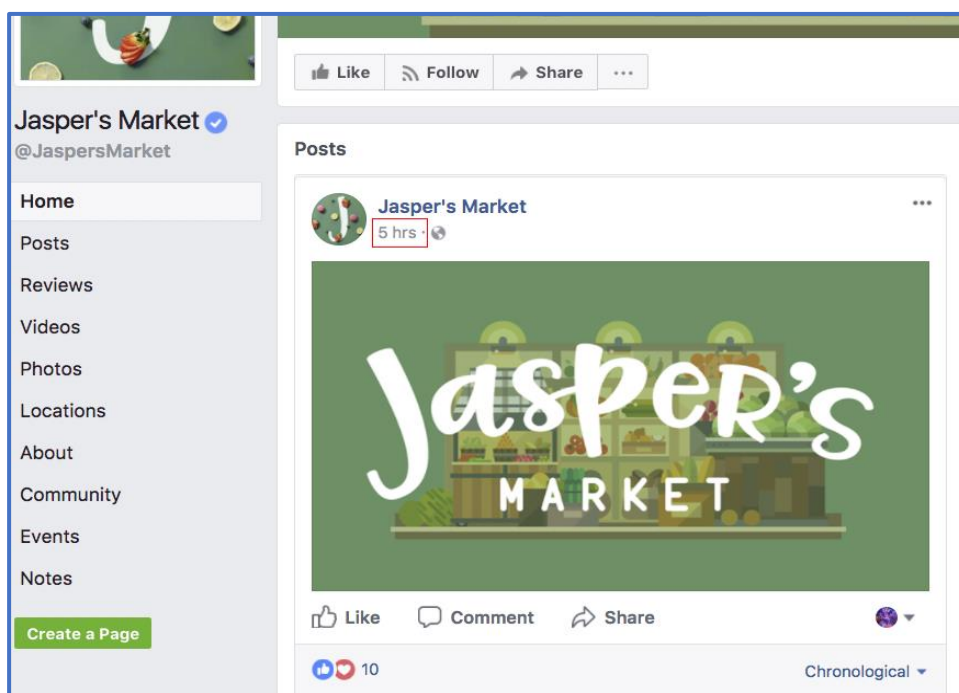 Like Follow Share ...
Jasper's Market
@JaspersMarket
Home
Posts
Reviews
Videos
Photos
Locations
About
Community
Events
Notes
Create a Page
Posts
Jasper's Market
5 hrs ·
Jasper's
MARKET
Like Comment Share
10
Chronological